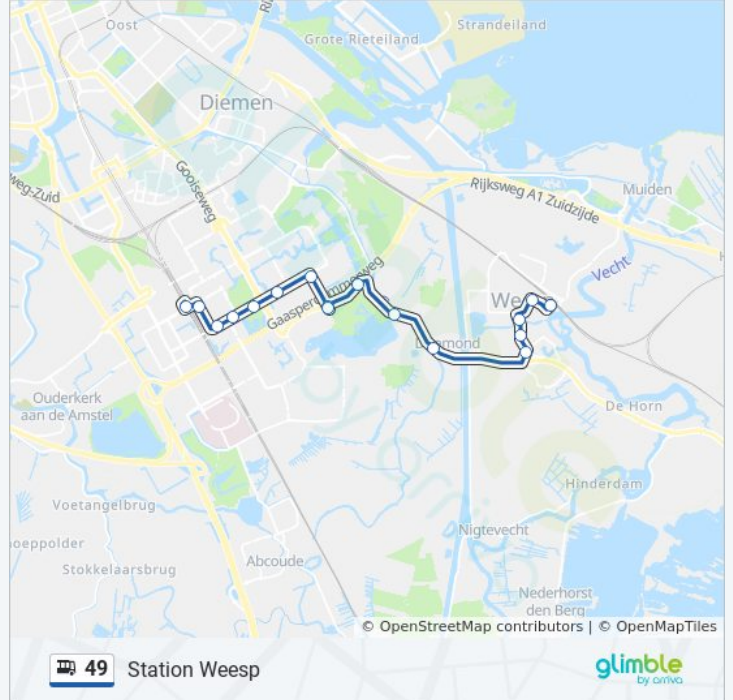 Oost
Grote Rieteiland
Strandeiland
Diemen
Gooiseweg
weg-Zuid
Rijksweg A1 Zuidzijde
Muiden
Vecht
Gaasperdammerweg
We
Ouderkerk
aan de Amstel
De Horn
Voetangelbrug
Hinderdam
oeppolder
Stokkelaarsbrug
Abcoude
Nigtevecht
Nederhorst
den Berg
© OpenStreetMap contributors | © OpenMapTiles
49 Station Weesp
glimble
by arriva